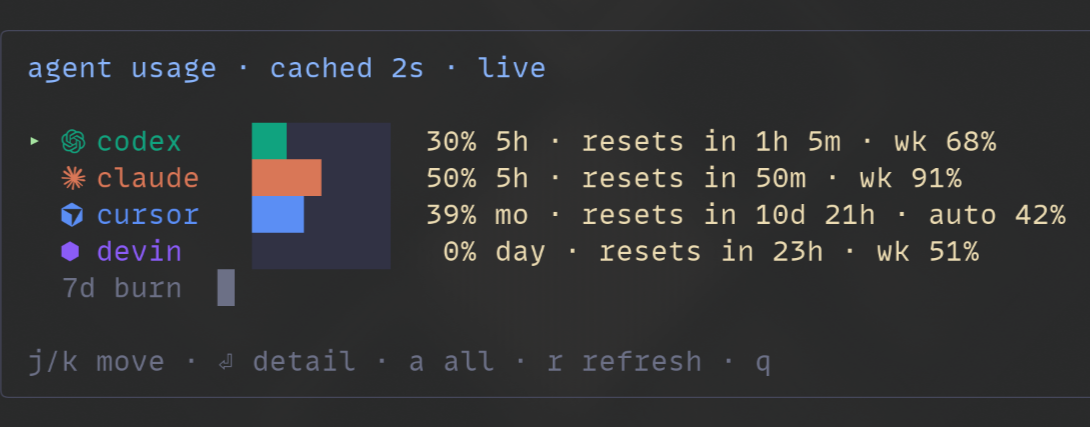 agent usage · cached 2s · live
▸ codex 30% 5h · resets in 1h 5m · wk 68%
claude 50% 5h · resets in 50m · wk 91%
cursor 39% mo · resets in 10d 21h · auto 42%
devin 0% day · resets in 23h · wk 51%
7d burn
j/k move · ⏎ detail · a all · r refresh · q